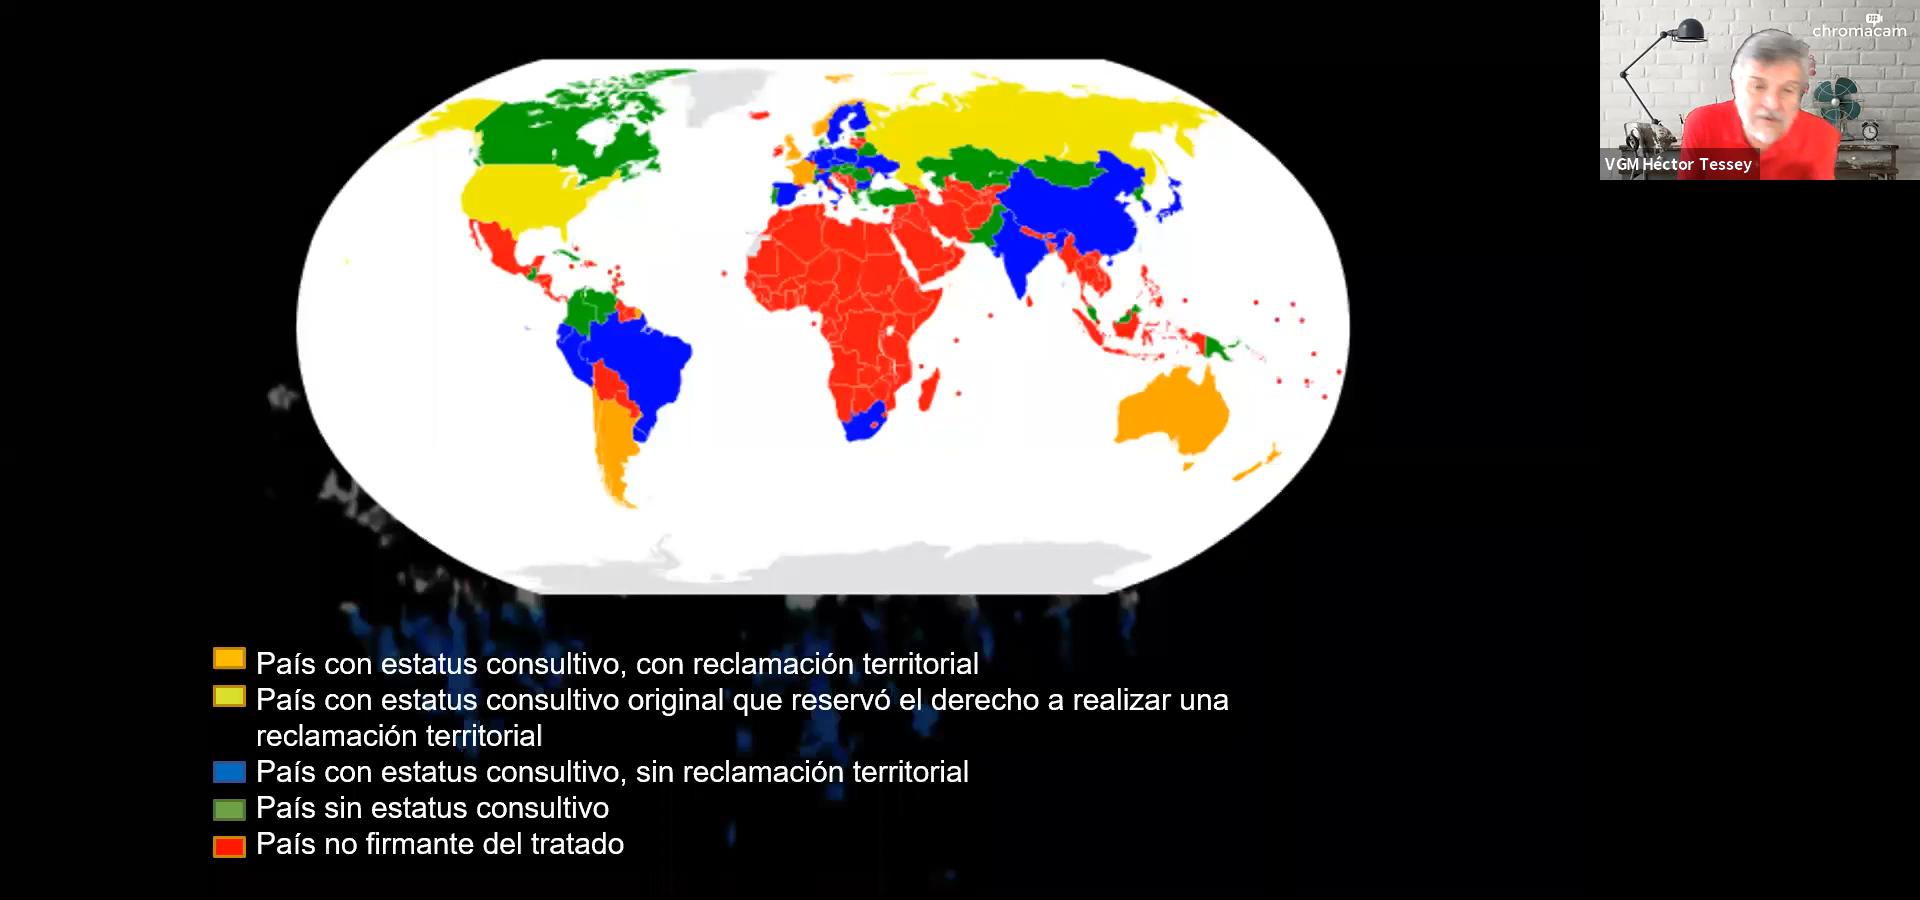 chromacam
VGM Héctor Tessey
País con estatus consultivo, con reclamación territorial
País con estatus consultivo original que reservó el derecho a realizar una
reclamación territorial
País con estatus consultivo, sin reclamación territorial
País sin estatus consultivo
País no firmante del tratado